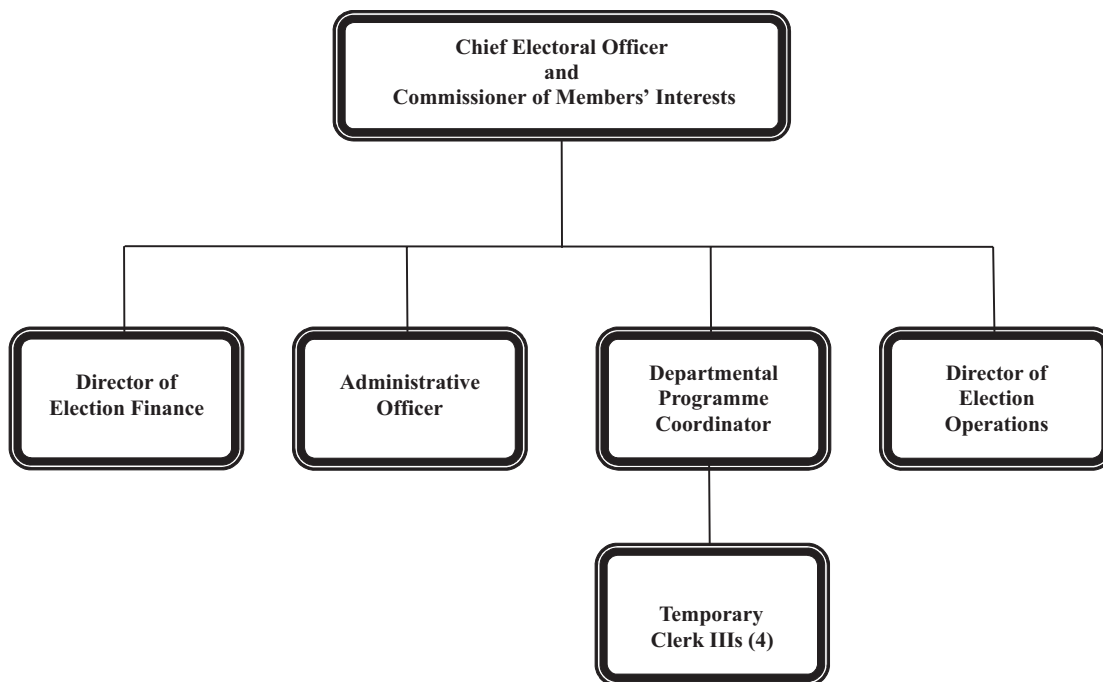 Chief Electoral Officer
and
Commissioner of Members’ Interests
Director of
Election Finance
Administrative
Officer
Departmental
Programme
Coordinator
Director of
Election
Operations
Temporary
Clerk IIIs (4)